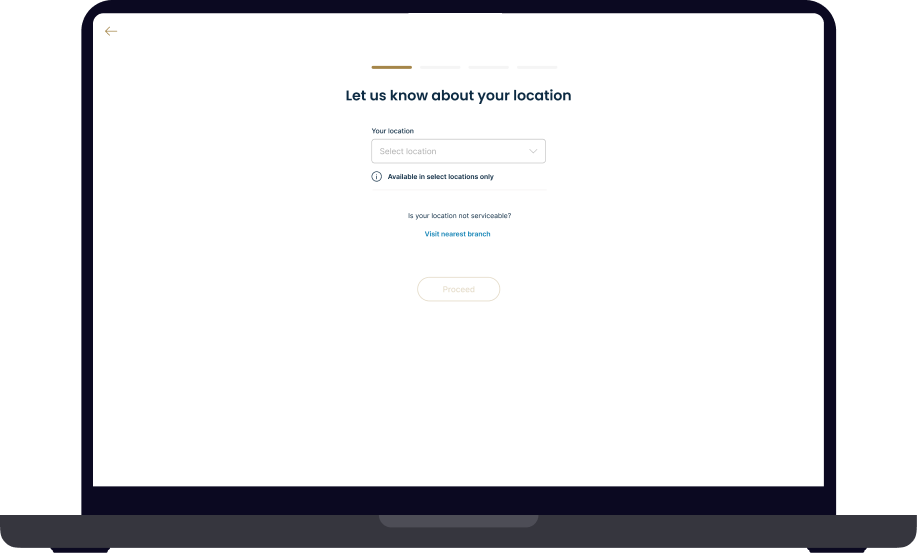 Let us know about your location
Your location
Select location
Available in select locations only
Is your location not serviceable?
Visit nearest branch
Proceed